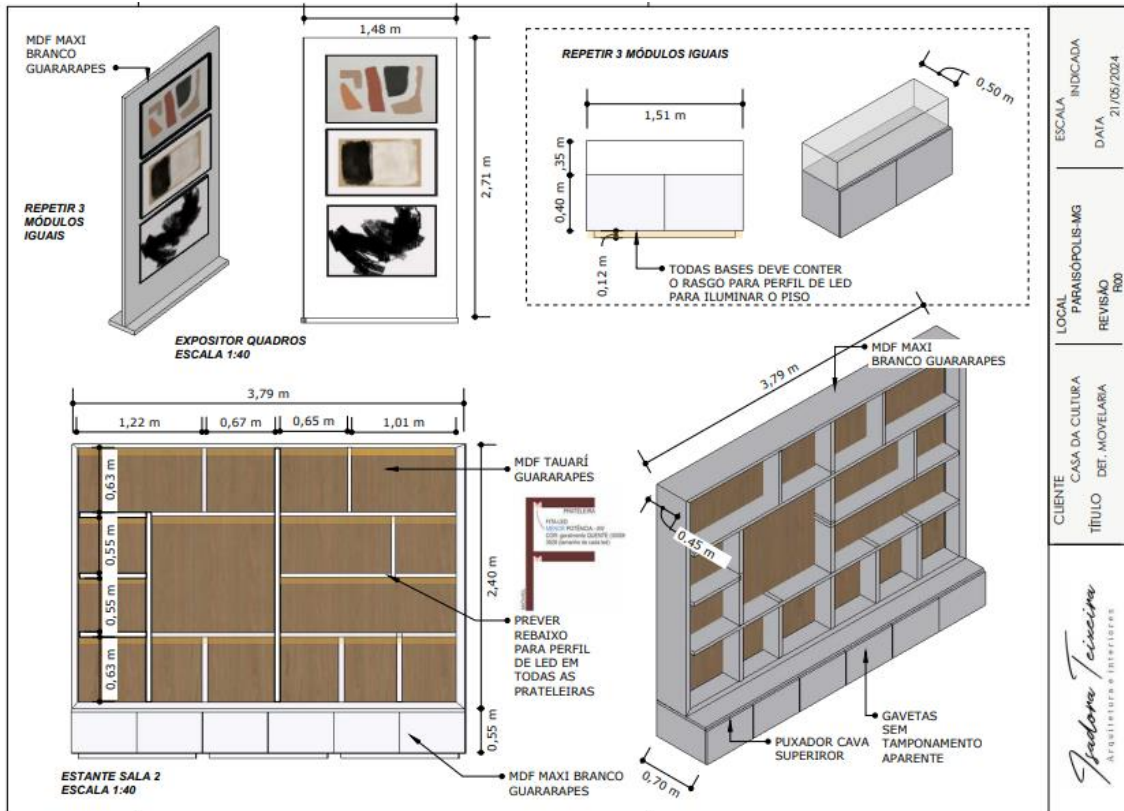 MDF MAXI
BRANCO
GUARARAPES
1,48 m
2,71 m
REPETIR 3
MÓDULOS
IGUAIS
EXPOSITOR QUADROS
ESCALA 1:40
REPETIR 3 MÓDULOS IGUAIS
1,51 m
,35 m
0,40 m
0,12 m
0,50 m
TODAS BASES DEVE CONTER
O RASGO PARA PERFIL DE LED
PARA ILUMINAR O PISO
3,79 m
1,22 m
0,67 m
0,65 m
1,01 m
0,63 m
0,55 m
0,55 m
0,63 m
2,40 m
0,55 m
MDF TAUARÍ
GUARARAPES
PRATELEIRA
FITA LED
MENOR POTÊNCIA
PREVER
REBAIXO
PARA PERFIL
DE LED EM
TODAS AS
PRATELEIRAS
MDF MAXI BRANCO
GUARARAPES
ESTANTE SALA 2
ESCALA 1:40
MDF MAXI
BRANCO GUARARAPES
3,79 m
0,45 m
0,70 m
PUXADOR CAVA
SUPERIROR
GAVETAS
SEM
TAMPONAMENTO
APARENTE
ESCALA
INDICADA
DATA
21/05/2024
LOCAL
PARAISÓPOLIS-MG
REVISÃO
R00
CLIENTE
CASA DA CULTURA
TÍTULO
DET. MOVELARIA
Isadora Teixeira
Arquitetura e interiores